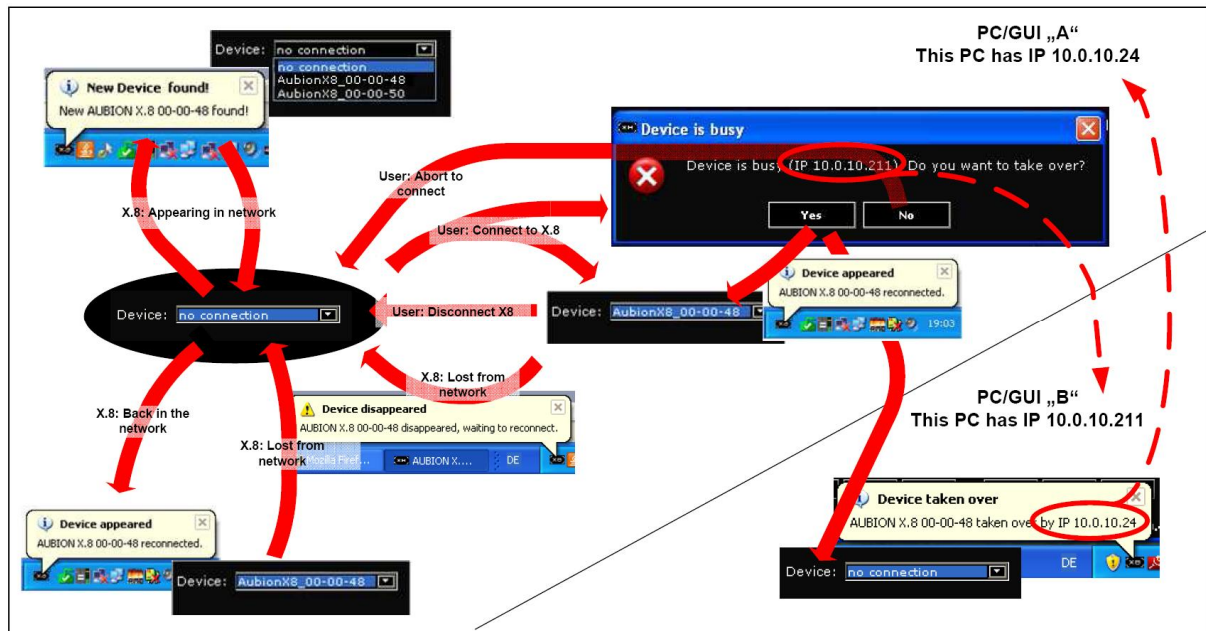 Device: no connection
no connection
AubionX8_00-00-48
AubionX8_00-00-50
New Device found!
New AUBION X.8 00-00-48 found!
PC/GUI „A“
This PC has IP 10.0.10.24
Device is busy
Device is busy (IP 10.0.10.211). Do you want to take over?
Yes No
User: Abort to
connect
X.8: Appearing in network
User: Connect to X.8
Device appeared
AUBION X.8 00-00-48 reconnected.
19:03
Device: no connection
User: Disconnect X8
Device: AubionX8_00-00-48
X.8: Lost from
network
X.8: Back in the
network
X.8: Lost from
network
Device disappeared
AUBION X.8 00-00-48 disappeared, waiting to reconnect.
Mozilla Firef... AUBION X.... DE
PC/GUI „B“
This PC has IP 10.0.10.211
Device taken over
AUBION X.8 00-00-48 taken over by IP 10.0.10.24
DE
Device: no connection
Device appeared
AUBION X.8 00-00-48 reconnected.
Device: AubionX8_00-00-48